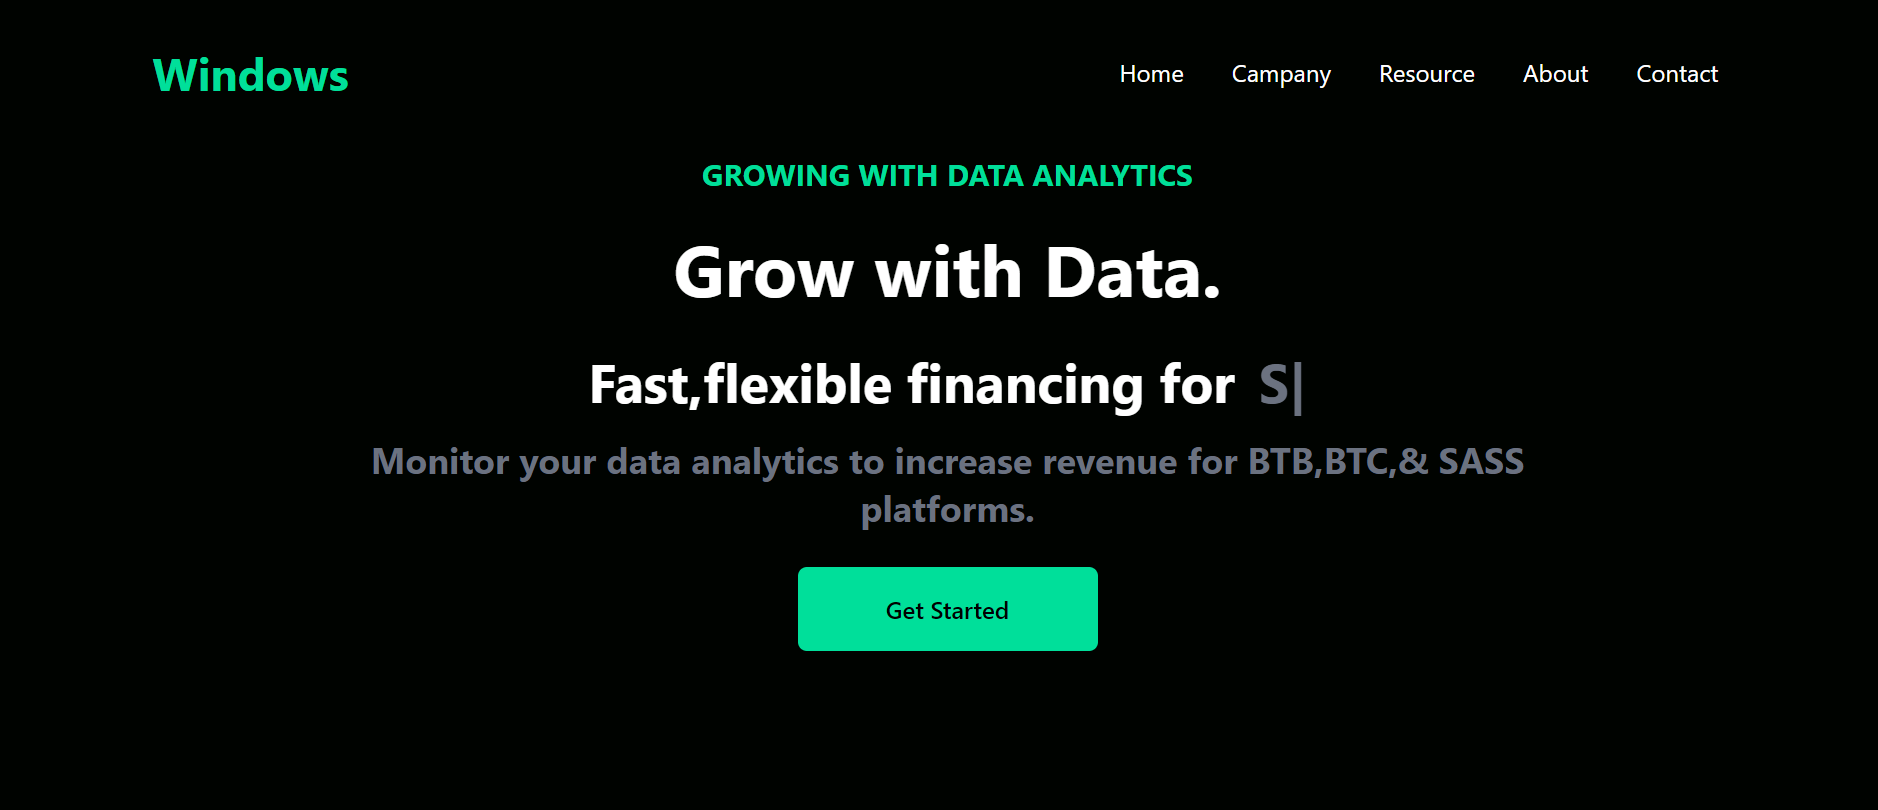 Windows
Home Campany Resource About Contact
GROWING WITH DATA ANALYTICS
Grow with Data.
Fast,flexible financing for S|
Monitor your data analytics to increase revenue for BTB,BTC,& SASS
platforms.
Get Started